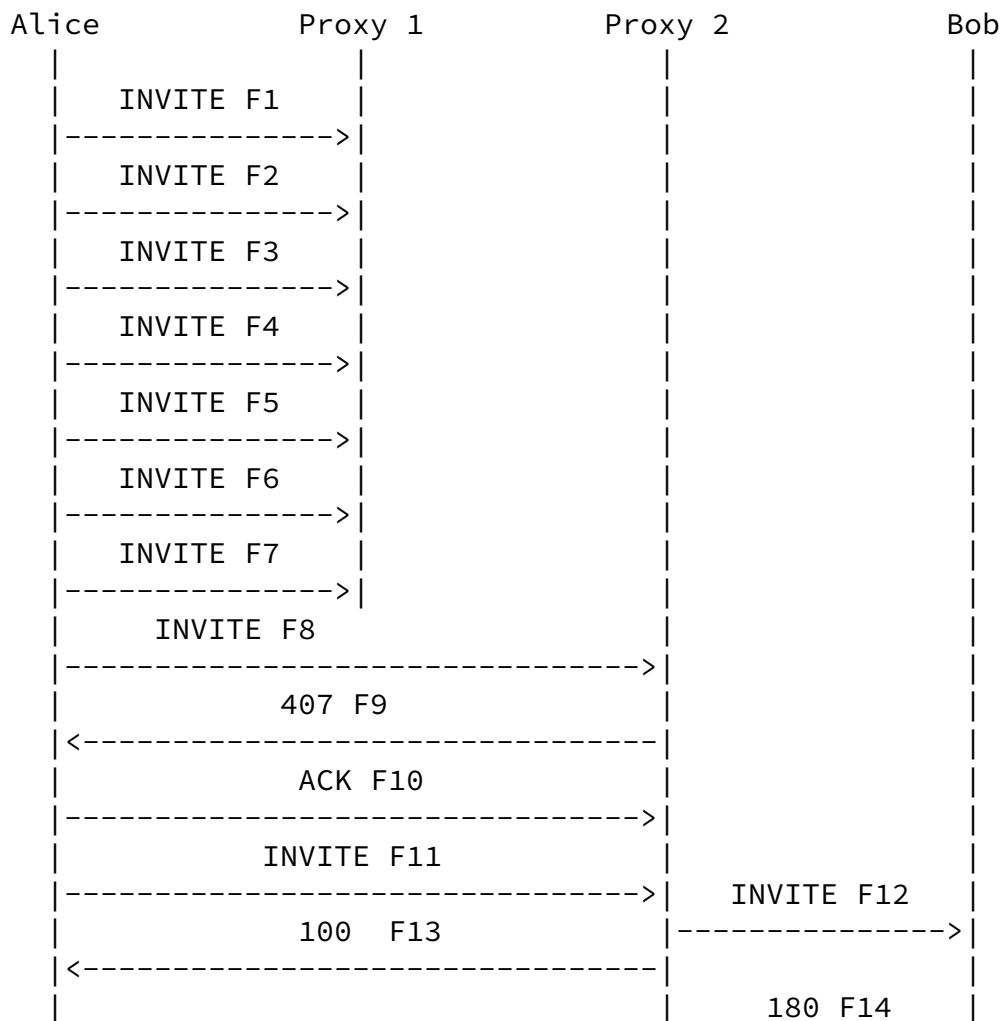 Alice Proxy 1 Proxy 2 Bob
INVITE F1
INVITE F2
INVITE F3
INVITE F4
INVITE F5
INVITE F6
INVITE F7
INVITE F8
407 F9
ACK F10
INVITE F11
INVITE F12
100 F13
180 F14